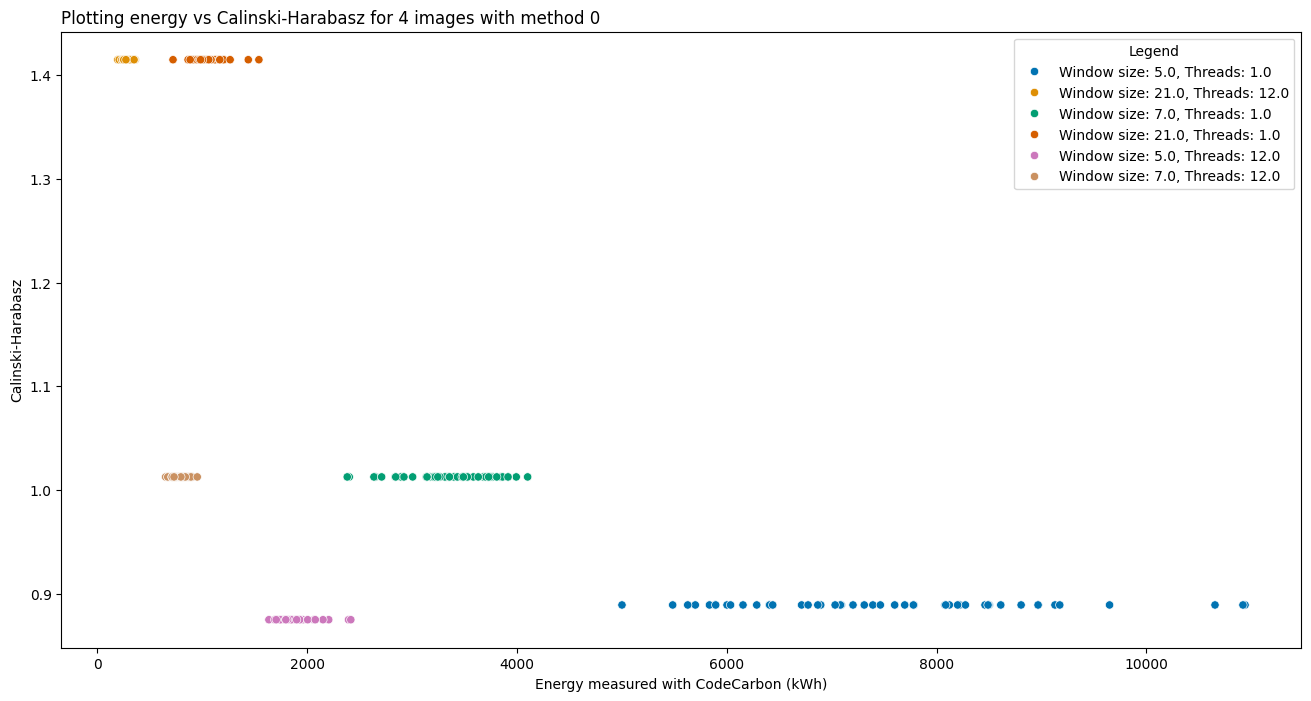 Plotting energy vs Calinski-Harabasz for 4 images with method 0
Legend
Window size: 5.0, Threads: 1.0
Window size: 21.0, Threads: 12.0
Window size: 7.0, Threads: 1.0
Window size: 21.0, Threads: 1.0
Window size: 5.0, Threads: 12.0
Window size: 7.0, Threads: 12.0
Calinski-Harabasz
1.4
1.3
1.2
1.1
1.0
0.9
0
2000
4000
6000
8000
10000
Energy measured with CodeCarbon (kWh)